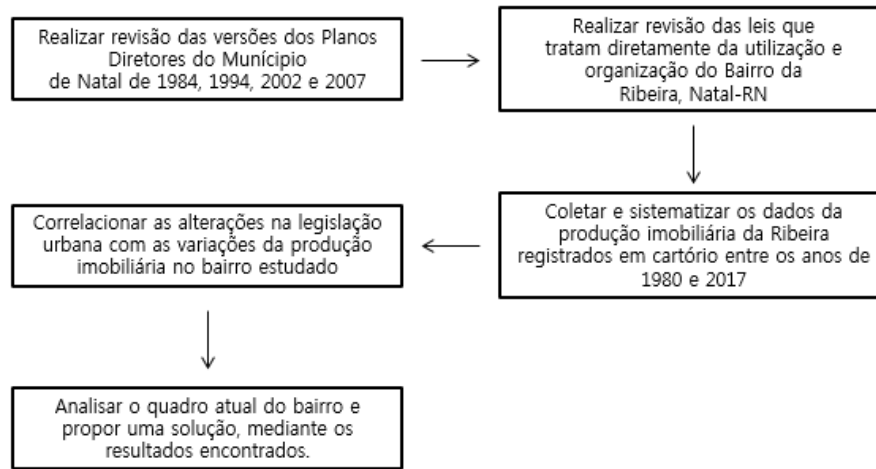 Realizar revisão das versões dos Planos
Diretores do Munícipio
de Natal de 1984, 1994, 2002 e 2007
Realizar revisão das leis que
tratam diretamente da utilização e
organização do Bairro da
Ribeira, Natal-RN
Coletar e sistematizar os dados da
produção imobiliária da Ribeira
registrados em cartório entre os anos de
1980 e 2017
Correlacionar as alterações na legislação
urbana com as variações da produção
imobiliária no bairro estudado
Analisar o quadro atual do bairro e
propor uma solução, mediante os
resultados encontrados.